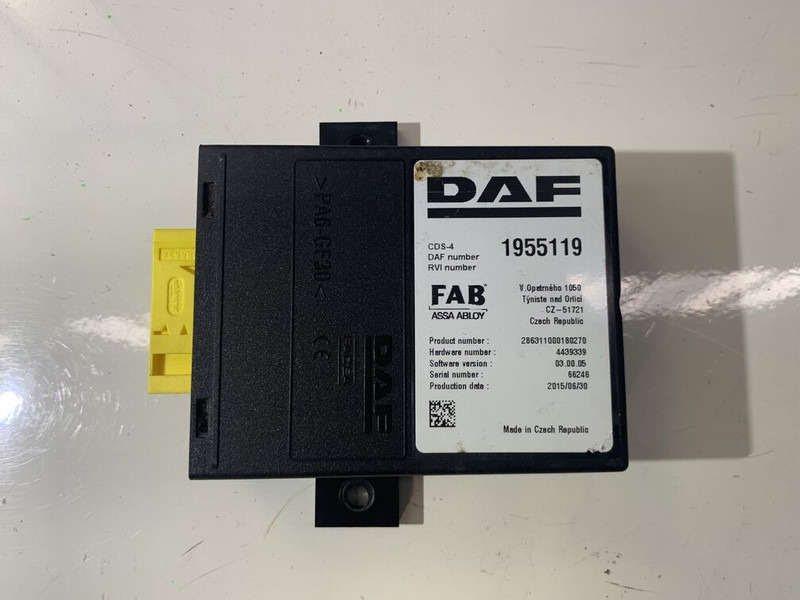 DAF
CDS-4
DAF number 1955119
RVI number
FAB
ASSA ABLOY
V.Opatrného 1050
Týniste nad Orlicí
CZ-51721
Czech Republic
Product number : 286311000180270
Hardware number : 4439339
Software version : 03.00.05
Serial number : 66246
Production date : 2015/06/30
Made in Czech Republic
>PA6-GF30<
CE
DAF